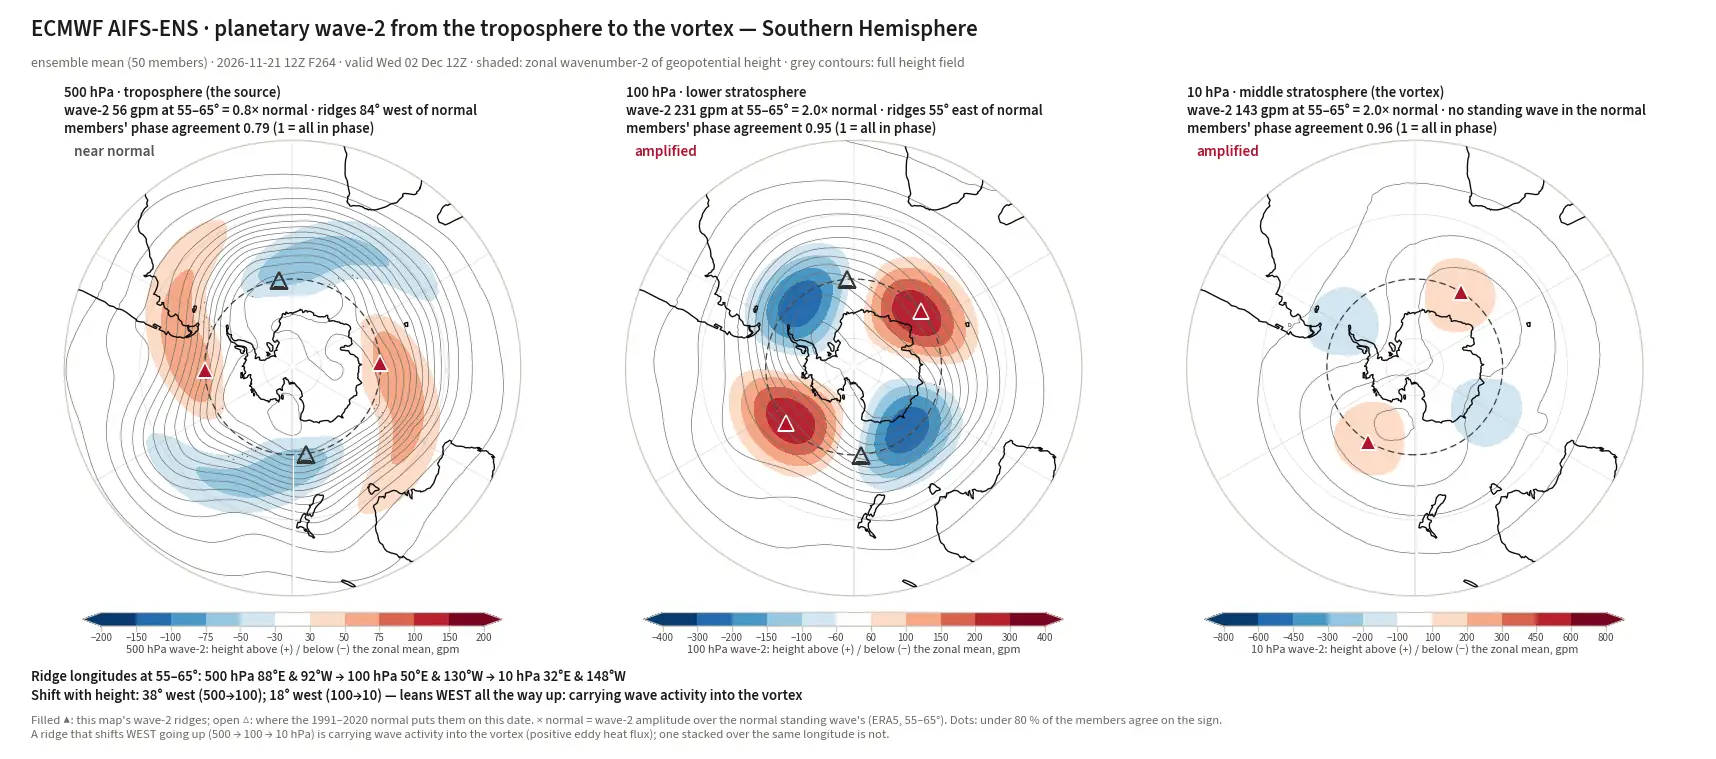 ECMWF AIFS-ENS · planetary wave-2 from the troposphere to the vortex — Southern Hemisphere
ensemble mean (50 members) · 2026-11-21 12Z F264 · valid Wed 02 Dec 12Z · shaded: zonal wavenumber-2 of geopotential height · grey contours: full height field
500 hPa · troposphere (the source)
wave-2 56 gpm at 55–65° = 0.8× normal · ridges 84° west of normal
members' phase agreement 0.79 (1 = all in phase)
near normal
100 hPa · lower stratosphere
wave-2 231 gpm at 55–65° = 2.0× normal · ridges 55° east of normal
members' phase agreement 0.95 (1 = all in phase)
amplified
10 hPa · middle stratosphere (the vortex)
wave-2 143 gpm at 55–65° = 2.0× normal · no standing wave in the normal
members' phase agreement 0.96 (1 = all in phase)
amplified
−200 −150 −100 −75 −50 −30 30 50 75 100 150 200
500 hPa wave-2: height above (+) / below (−) the zonal mean, gpm
−400 −300 −200 −150 −100 −60 60 100 150 200 300 400
100 hPa wave-2: height above (+) / below (−) the zonal mean, gpm
−800 −600 −450 −300 −200 −100 100 200 300 450 600 800
10 hPa wave-2: height above (+) / below (−) the zonal mean, gpm
Ridge longitudes at 55–65°: 500 hPa 88°E & 92°W → 100 hPa 50°E & 130°W → 10 hPa 32°E & 148°W
Shift with height: 38° west (500→100); 18° west (100→10) — leans WEST all the way up: carrying wave activity into the vortex
Filled ▲: this map's wave-2 ridges; open △: where the 1991–2020 normal puts them on this date. × normal = wave-2 amplitude over the normal standing wave's (ERA5, 55–65°). Dots: under 80 % of the members agree on the sign.
A ridge that shifts WEST going up (500 → 100 → 10 hPa) is carrying wave activity into the vortex (positive eddy heat flux); one stacked over the same longitude is not.